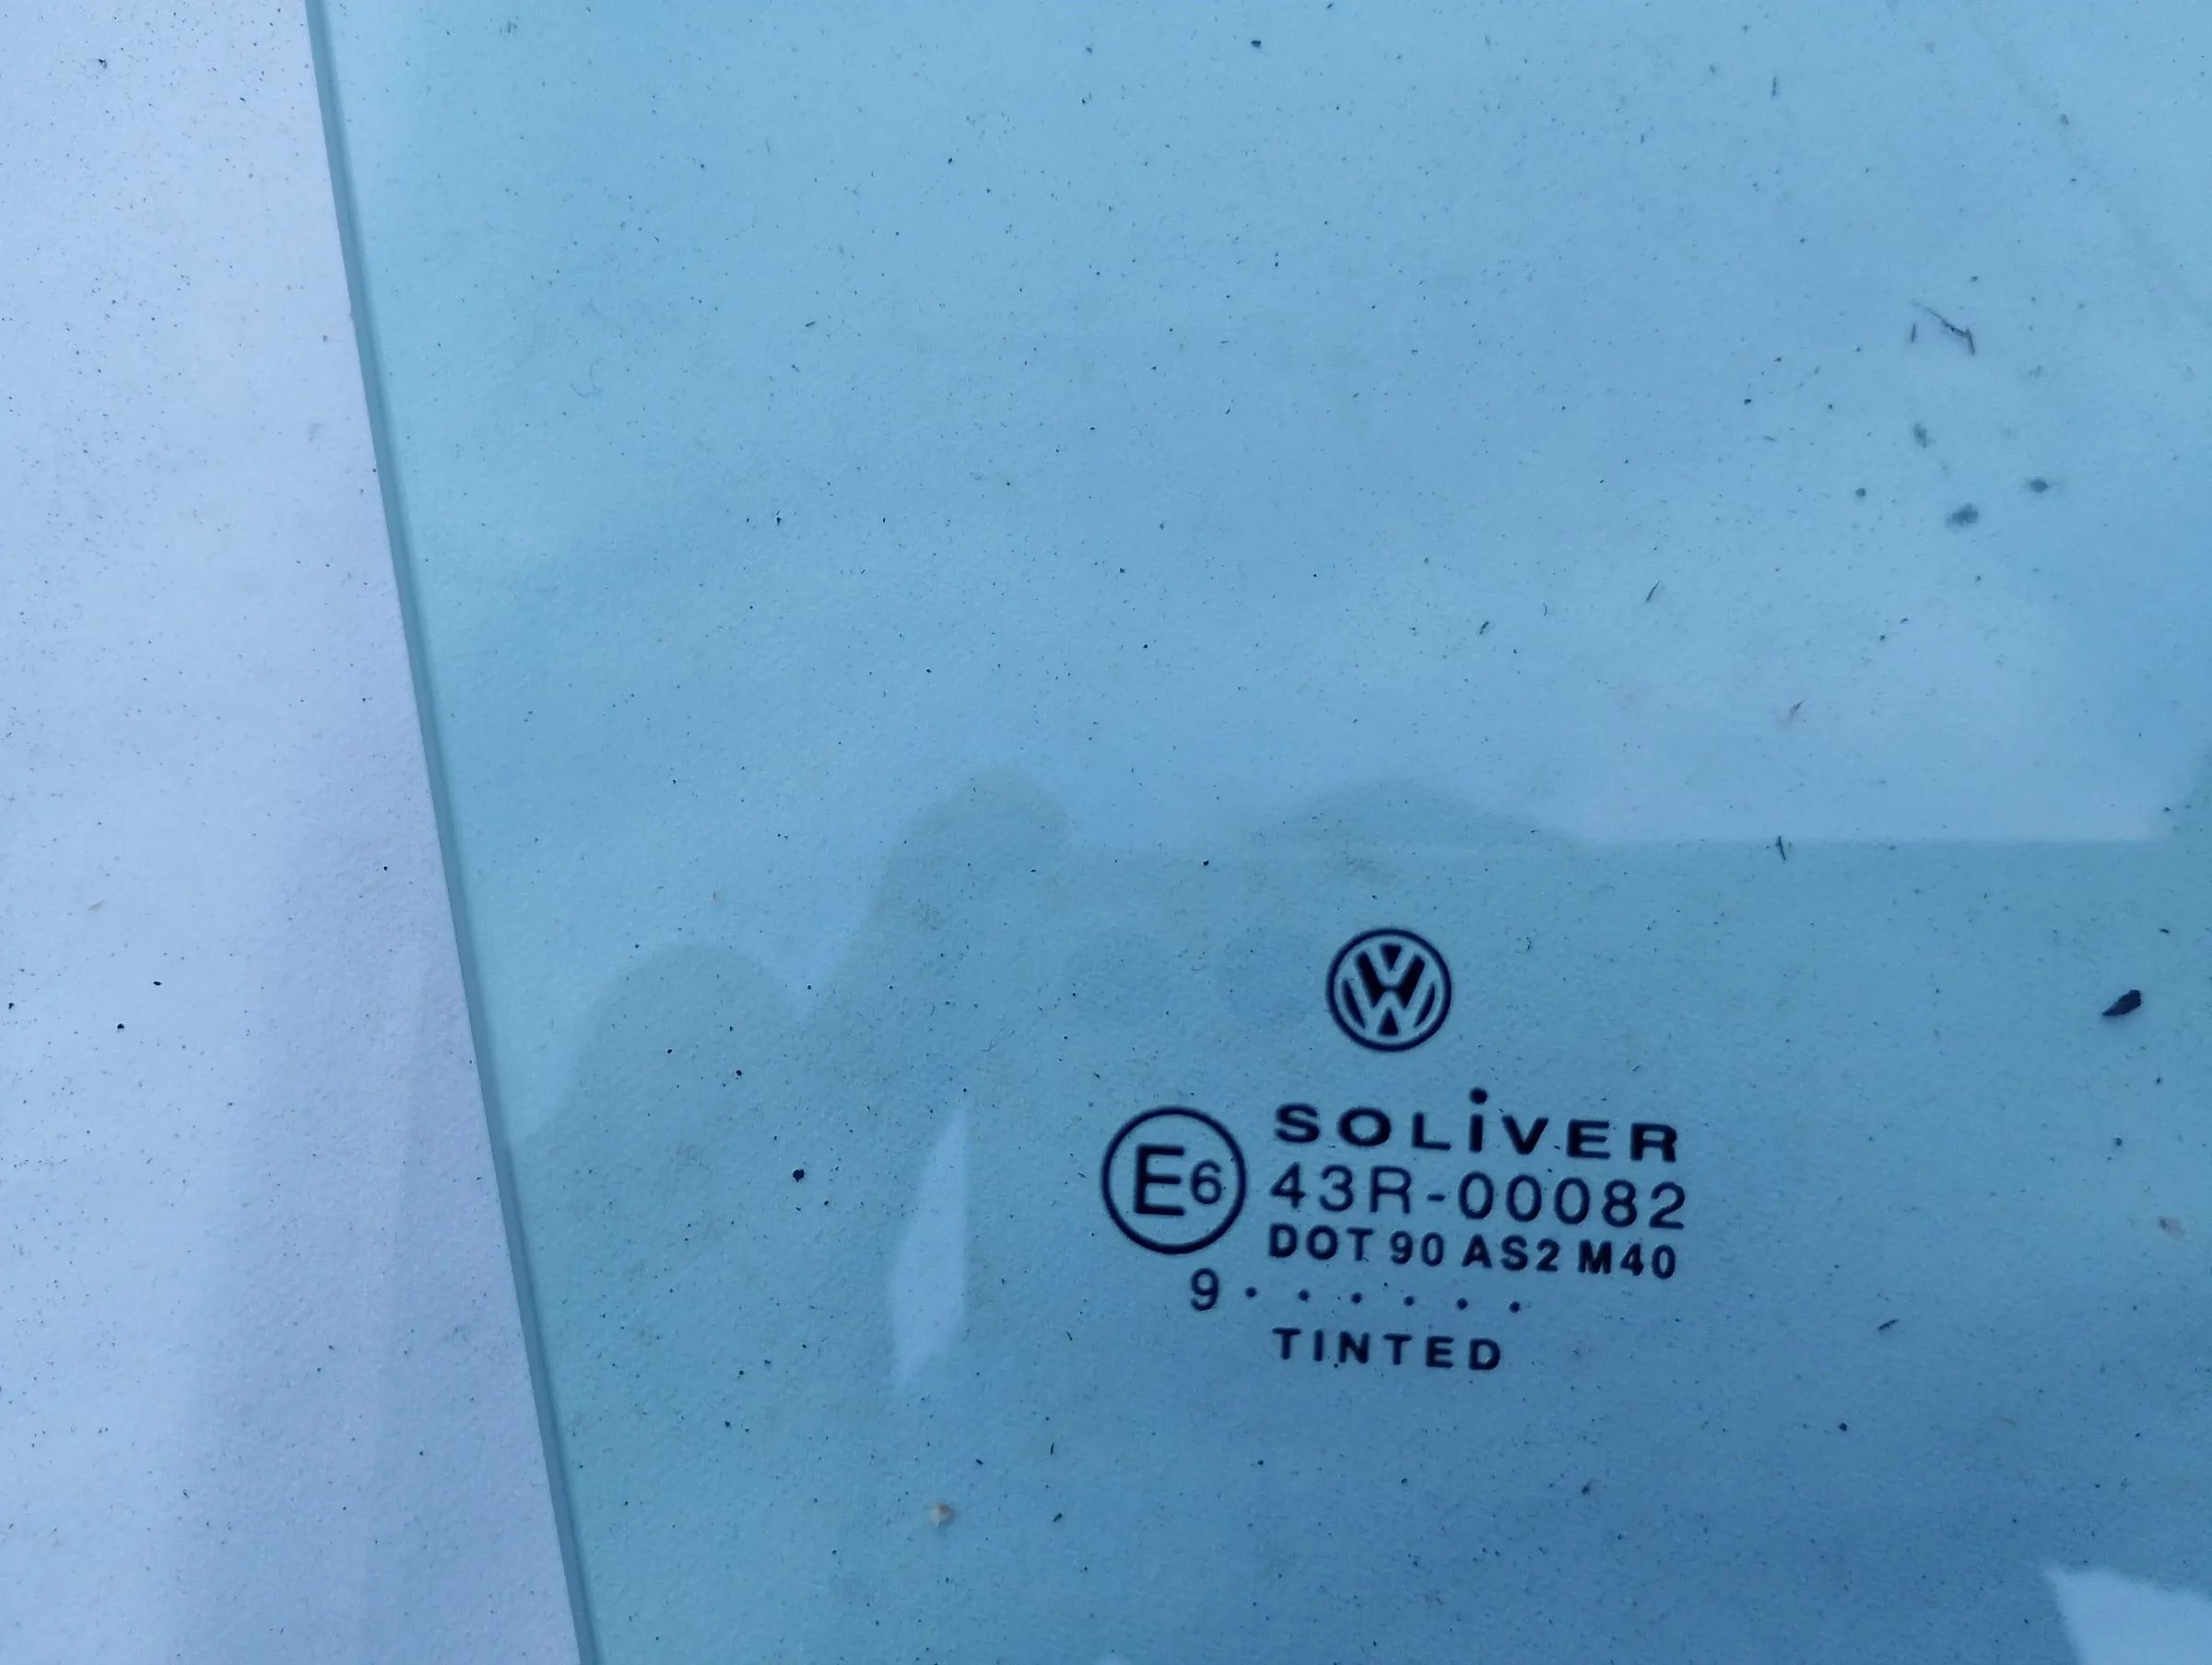 SOLiVER
E6 43R-00082
DOT 90 AS2 M40
9 . . . . . .
TINTED